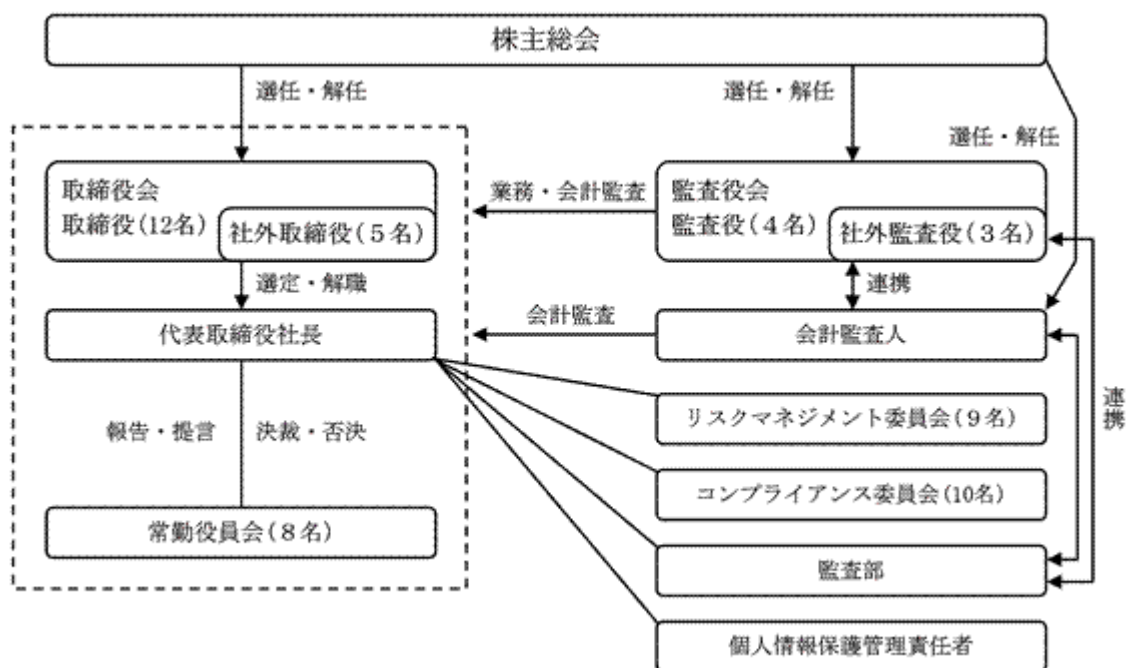 株主総会
選任・解任
選任・解任
選任・解任
取締役会
取締役(12名)
社外取締役(５名)
業務・会計監査
監査役会
監査役(４名)
社外監査役(３名)
選定・解職
連携
代表取締役社長
会計監査
会計監査人
リスクマネジメント委員会(９名)
連携
報告・提言
決裁・否決
コンプライアンス委員会(10名)
常勤役員会(８名)
監査部
個人情報保護管理責任者